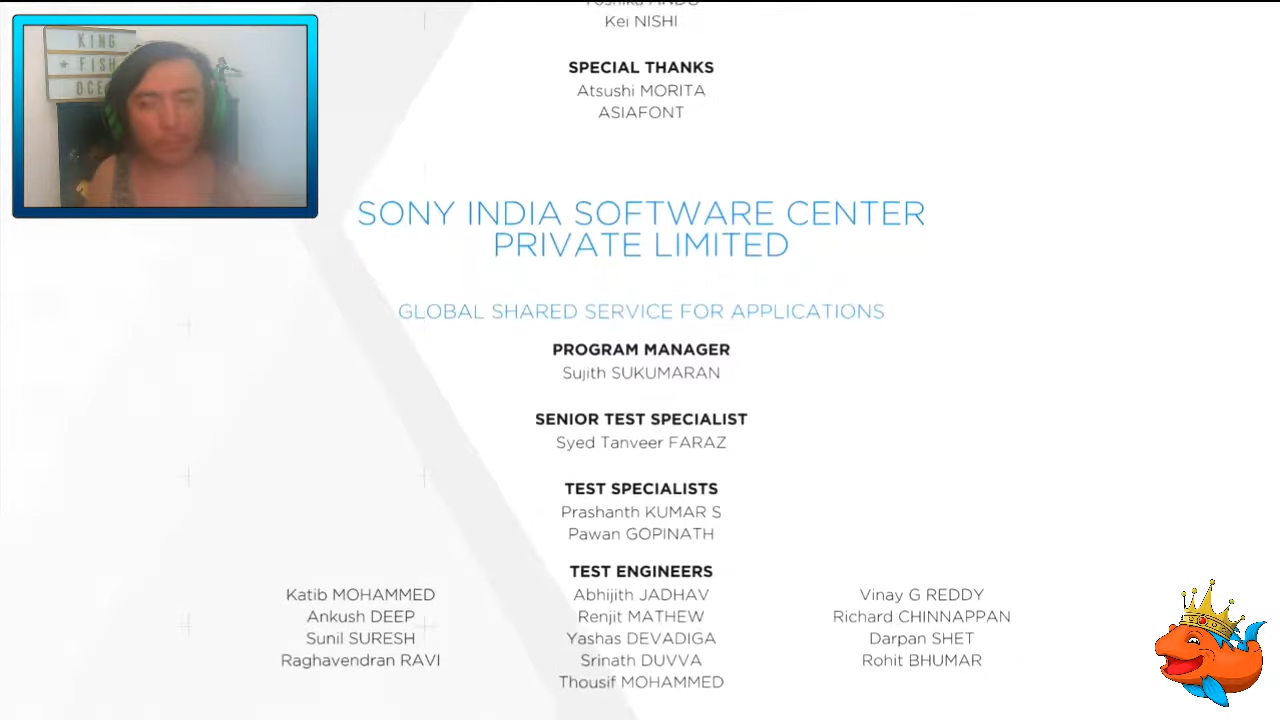 KING
★ FISH
OCE
Kei NISHI
SPECIAL THANKS
Atsushi MORITA
ASIAFONT
SONY INDIA SOFTWARE CENTER
PRIVATE LIMITED
GLOBAL SHARED SERVICE FOR APPLICATIONS
PROGRAM MANAGER
Sujith SUKUMARAN
SENIOR TEST SPECIALIST
Syed Tanveer FARAZ
TEST SPECIALISTS
Prashanth KUMAR S
Pawan GOPINATH
TEST ENGINEERS
Katib MOHAMMED Abhijith JADHAV Vinay G REDDY
Ankush DEEP Renjit MATHEW Richard CHINNAPPAN
Sunil SURESH Yashas DEVADIGA Darpan SHET
Raghavendran RAVI Srinath DUVVA Rohit BHUMAR
Thousif MOHAMMED